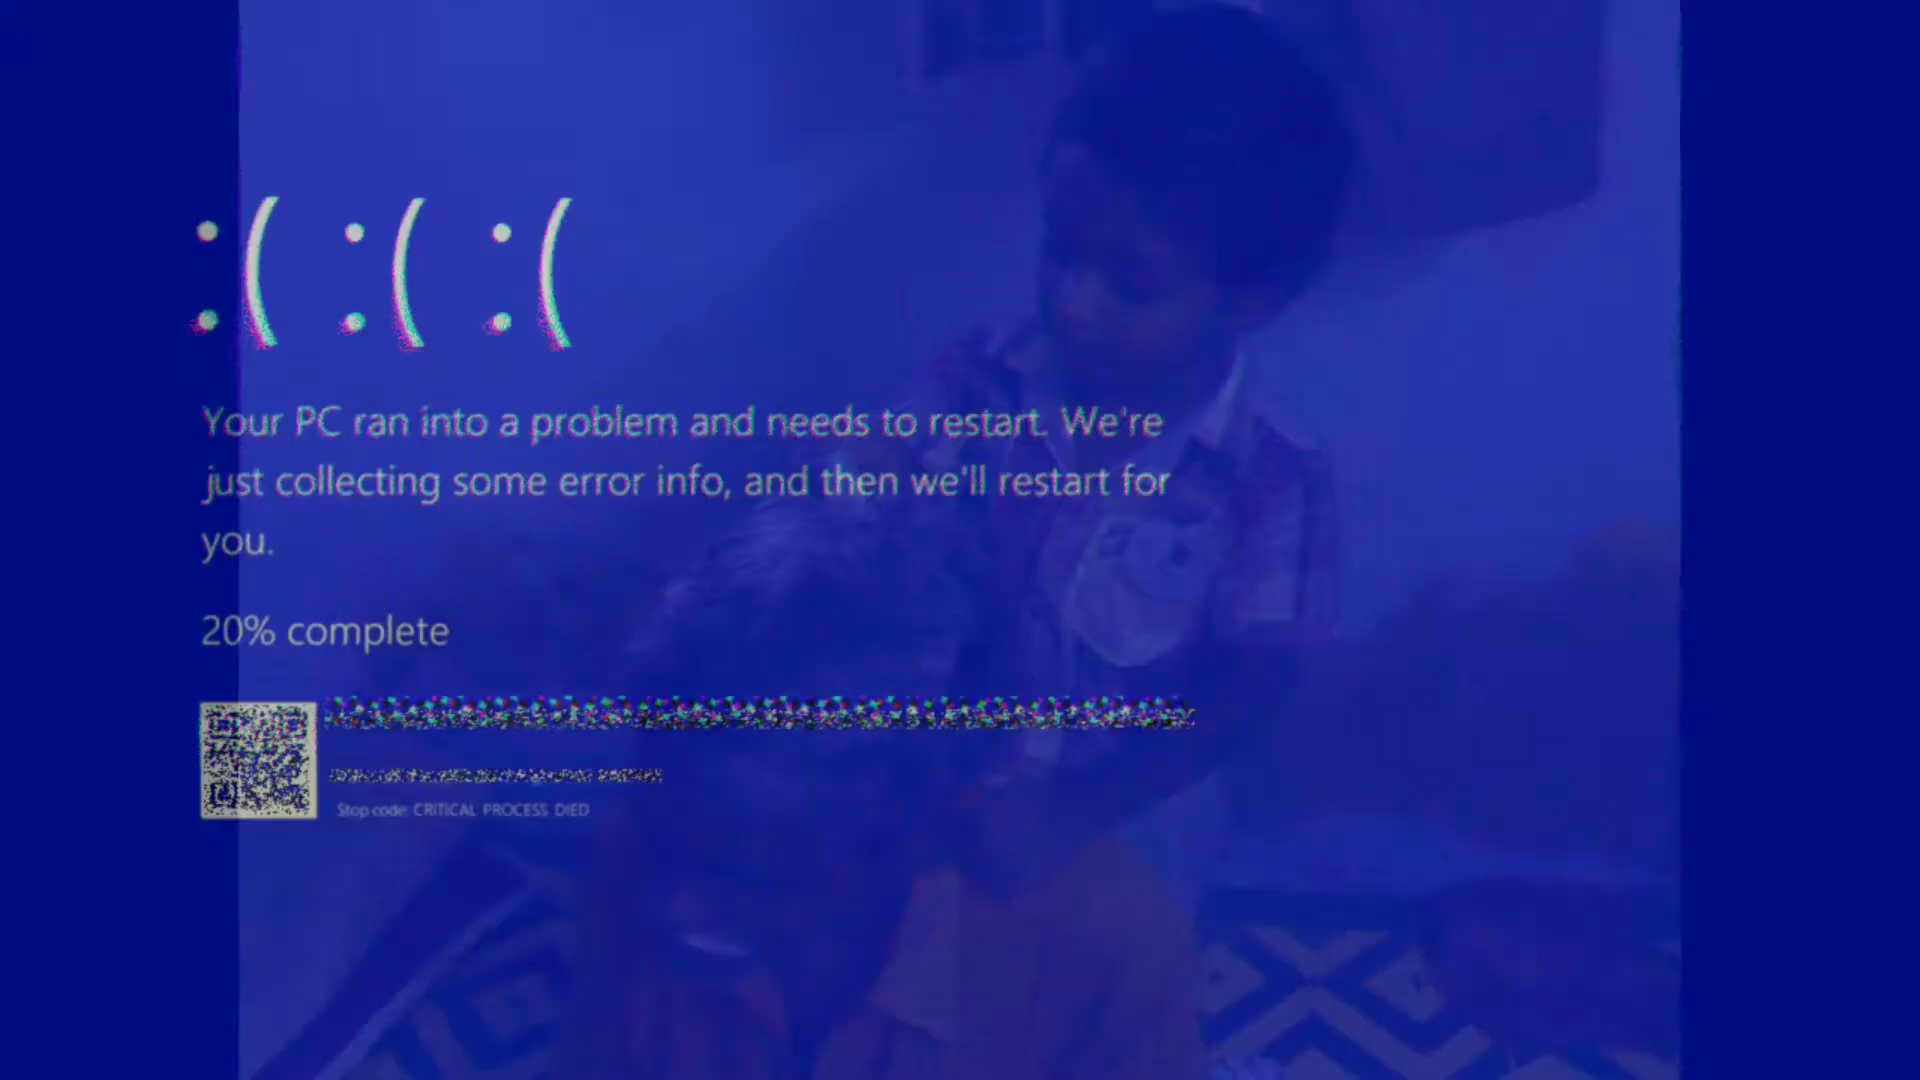 :( :( :(
Your PC ran into a problem and needs to restart. We're
just collecting some error info, and then we'll restart for
you.
20% complete
Stop code: CRITICAL PROCESS DIED